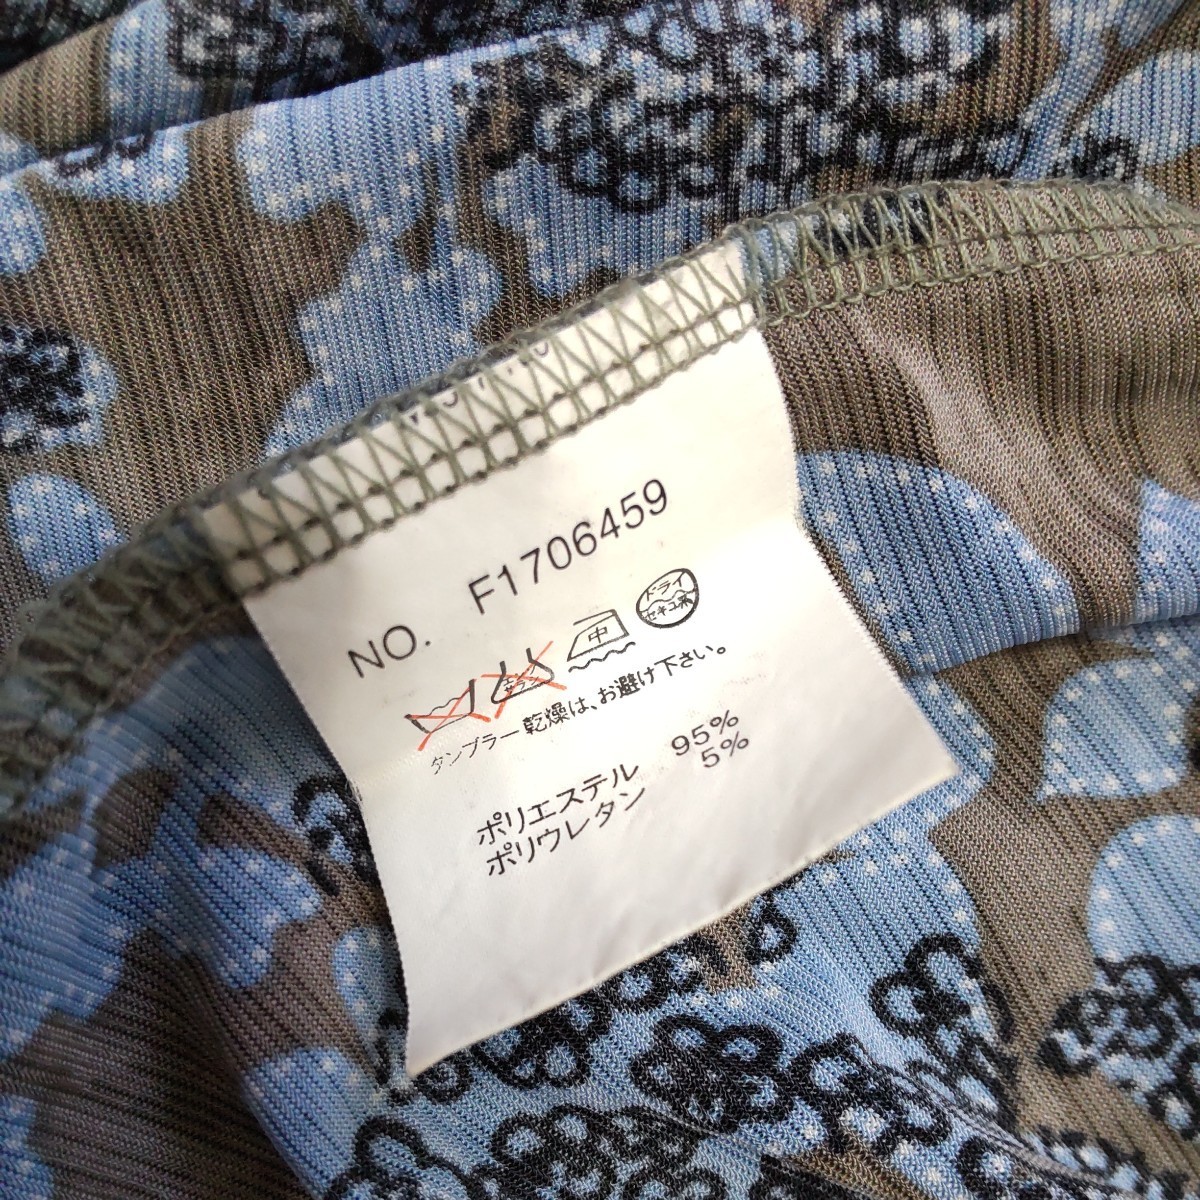 NO. F1706459
中
ドライ
セキユ系
タンブラー乾燥は、お避け下さい。
ポリエステル 95%
ポリウレタン 5%